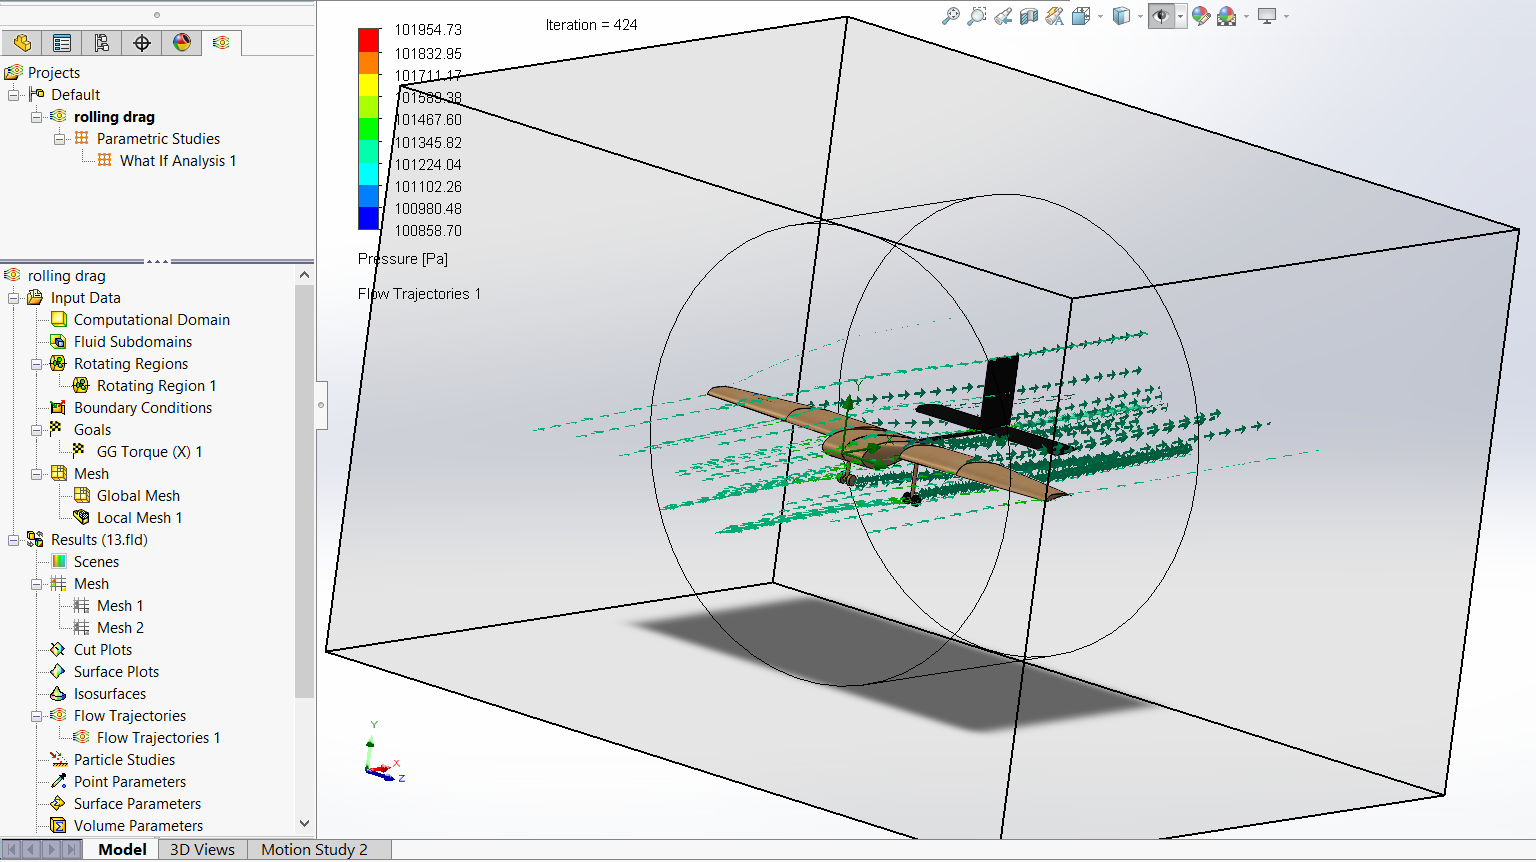 Projects
Default
rolling drag
Parametric Studies
What If Analysis 1
rolling drag
Input Data
Computational Domain
Fluid Subdomains
Rotating Regions
Rotating Region 1
Boundary Conditions
Goals
GG Torque (X) 1
Mesh
Global Mesh
Local Mesh 1
Results (13.fld)
Scenes
Mesh
Mesh 1
Mesh 2
Cut Plots
Surface Plots
Isosurfaces
Flow Trajectories
Flow Trajectories 1
Particle Studies
Point Parameters
Surface Parameters
Volume Parameters
Model
3D Views
Motion Study 2
Iteration = 424
101954.73
101832.95
101711.17
101589.38
101467.60
101345.82
101224.04
101102.26
100980.48
100858.70
Pressure [Pa]
Flow Trajectories 1
Y
Y
X
Z